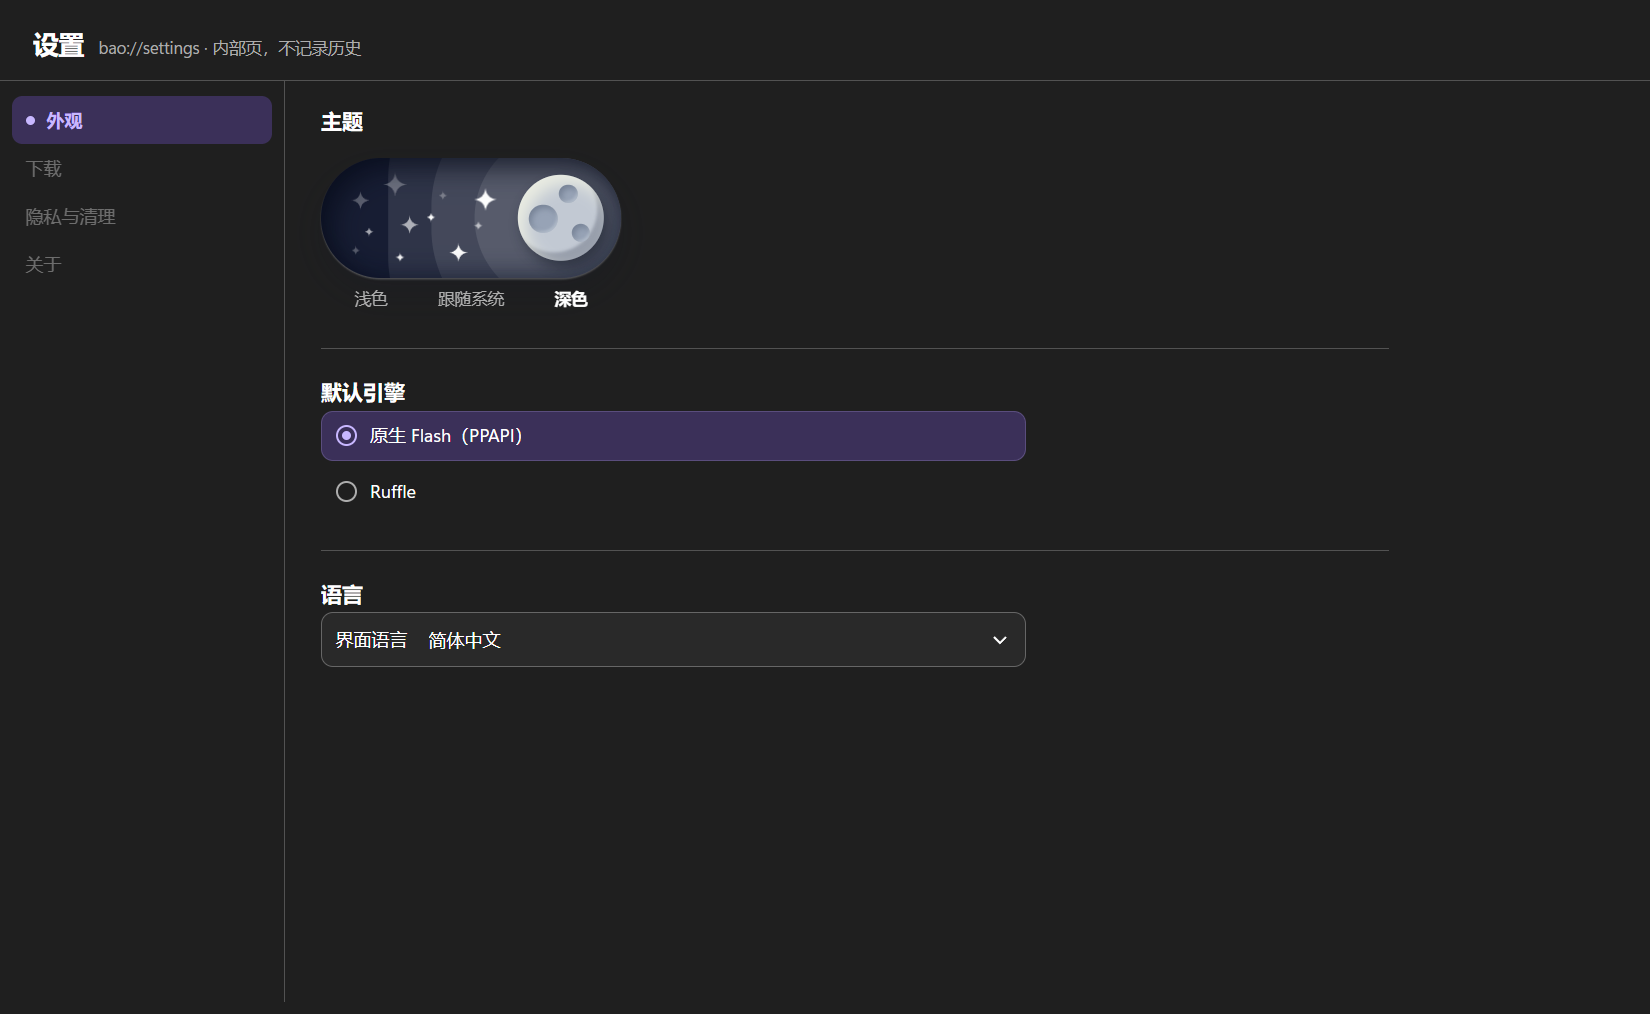 设置 bao://settings · 内部页，不记录历史
外观
下载
隐私与清理
关于
主题
浅色 跟随系统 深色
默认引擎
原生 Flash（PPAPI）
Ruffle
语言
界面语言 简体中文